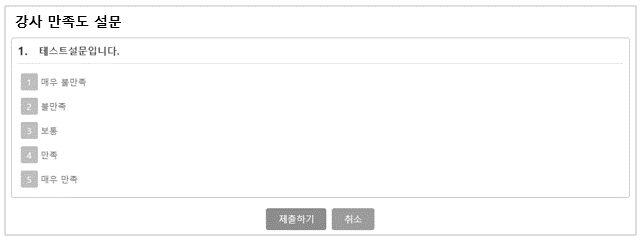 강사 만족도 설문
1. 테스트설문입니다.
1 매우 불만족
2 불만족
3 보통
4 만족
5 매우 만족
제출하기 취소